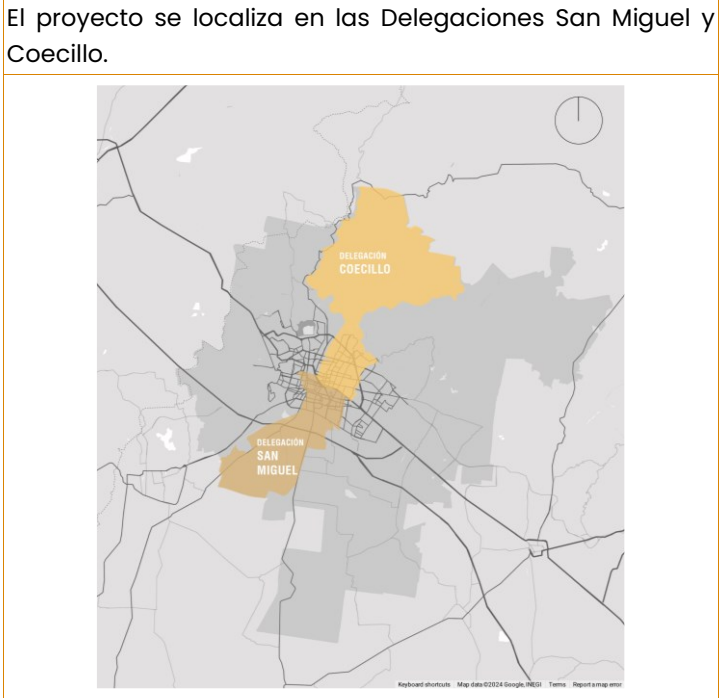 El proyecto se localiza en las Delegaciones San Miguel y
Coecillo.
DELEGACIÓN
COECILLO
DELEGACIÓN
SAN
MIGUEL
Keyboard shortcuts Map data ©2024 Google, INEGI Terms Report a map error